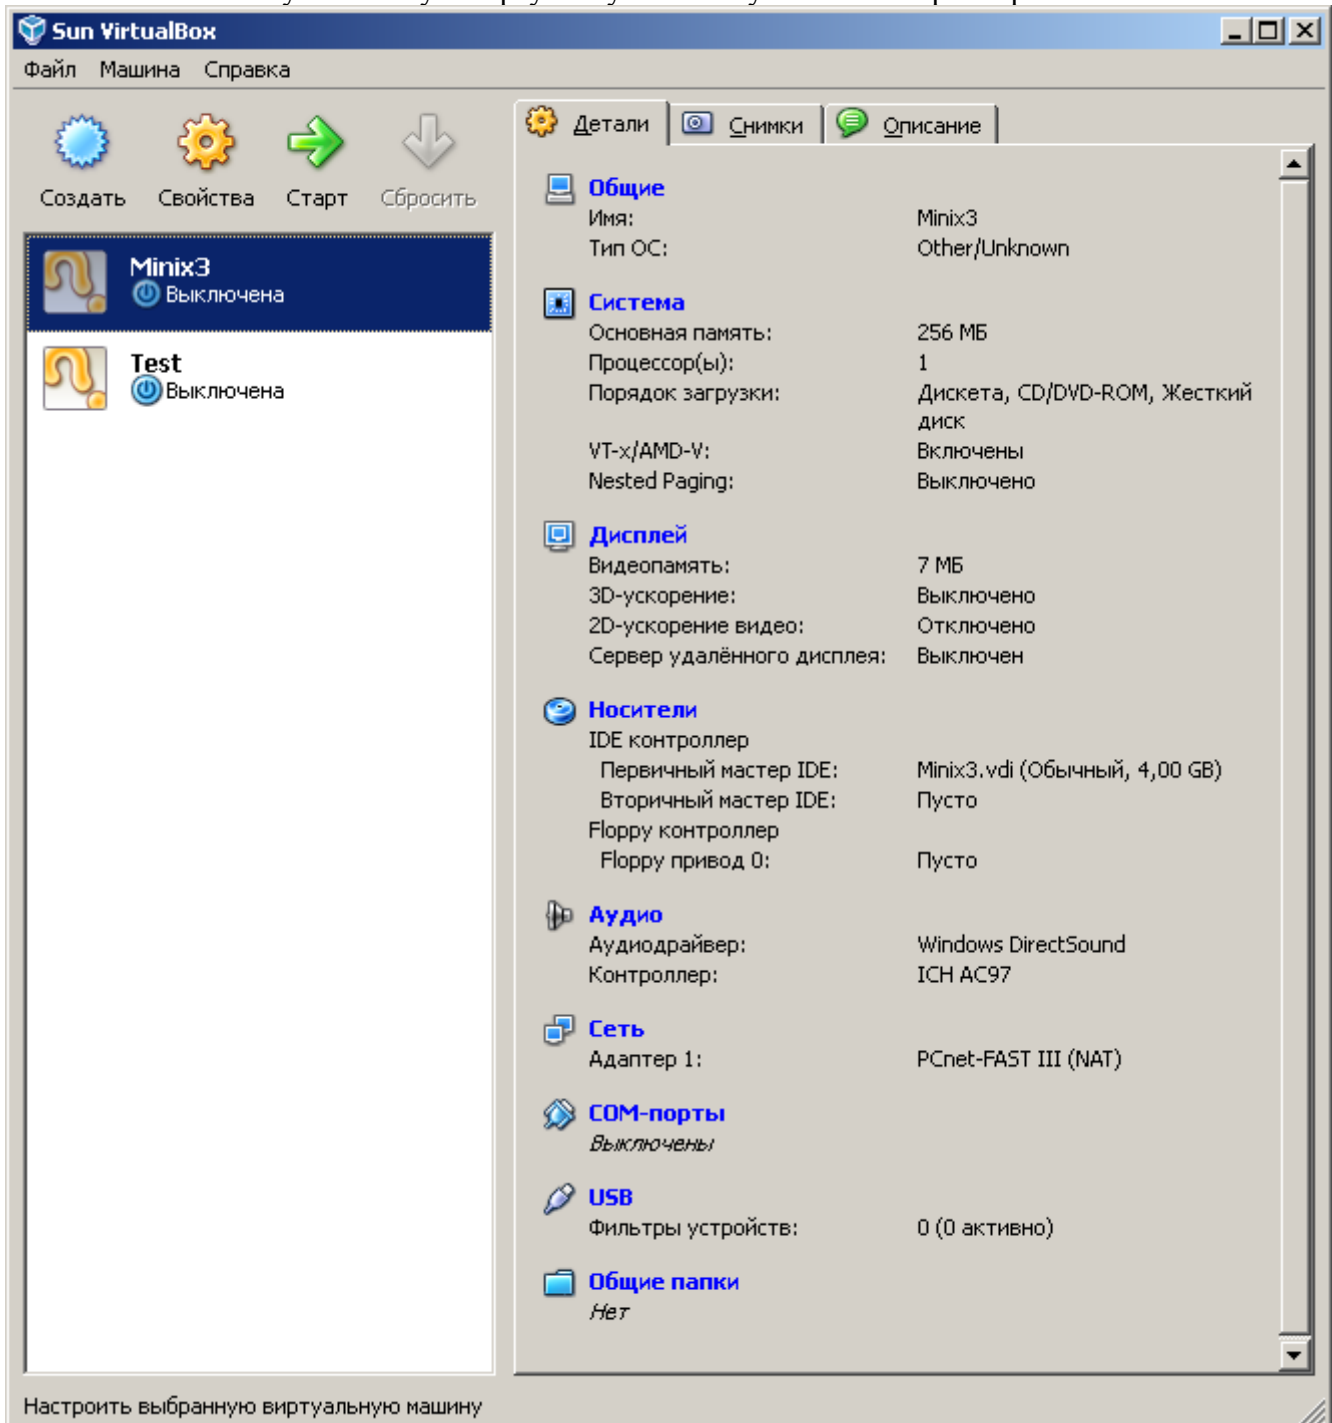 Sun VirtualBox
Файл Машина Справка
Создать Свойства Старт Сбросить
Minix3
Выключена
Test
Выключена
Детали Снимки Описание
Общие
Имя: Minix3
Тип ОС: Other/Unknown
Система
Основная память: 256 МБ
Процессор(ы): 1
Порядок загрузки: Дискета, CD/DVD-ROM, Жесткий
диск
VT-x/AMD-V: Включены
Nested Paging: Выключено
Дисплей
Видеопамять: 7 МБ
3D-ускорение: Выключено
2D-ускорение видео: Отключено
Сервер удалённого дисплея: Выключен
Носители
IDE контроллер
Первичный мастер IDE: Minix3.vdi (Обычный, 4,00 GB)
Вторичный мастер IDE: Пусто
Floppy контроллер
Floppy привод 0: Пусто
Аудио
Аудиодрайвер: Windows DirectSound
Контроллер: ICH AC97
Сеть
Адаптер 1: PCnet-FAST III (NAT)
COM-порты
Выключены
USB
Фильтры устройств: 0 (0 активно)
Общие папки
Нет
Настроить выбранную виртуальную машину